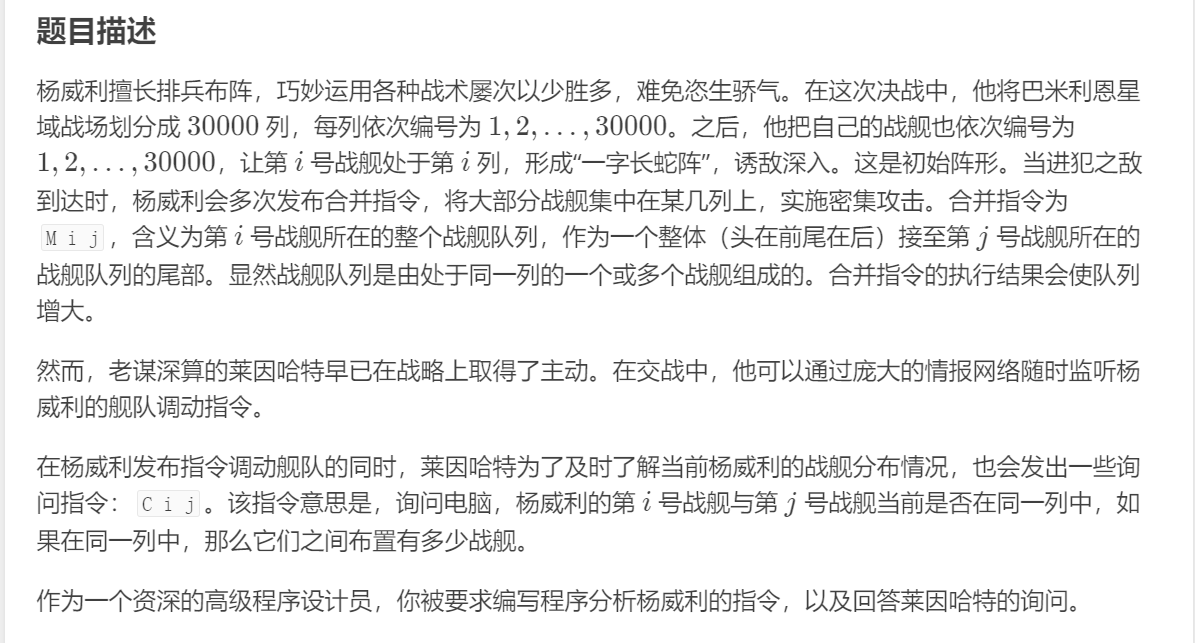 题目描述
杨威利擅长排兵布阵，巧妙运用各种战术屡次以少胜多，难免恣生骄气。在这次决战中，他将巴米利恩星
域战场划分成 30000 列，每列依次编号为 1, 2, . . . , 30000。之后，他把自己的战舰也依次编号为
1, 2, . . . , 30000，让第 i 号战舰处于第 i 列，形成“一字长蛇阵”，诱敌深入。这是初始阵形。当进犯之敌
到达时，杨威利会多次发布合并指令，将大部分战舰集中在某几列上，实施密集攻击。合并指令为
M i j ，含义为第 i 号战舰所在的整个战舰队列，作为一个整体（头在前尾在后）接至第 j 号战舰所在的
战舰队列的尾部。显然战舰队列是由处于同一列的一个或多个战舰组成的。合并指令的执行结果会使队列
增大。
然而，老谋深算的莱因哈特早已在战略上取得了主动。在交战中，他可以通过庞大的情报网络随时监听杨
威利的舰队调动指令。
在杨威利发布指令调动舰队的同时，莱因哈特为了及时了解当前杨威利的战舰分布情况，也会发出一些询
问指令： C i j 。该指令意思是，询问电脑，杨威利的第 i 号战舰与第 j 号战舰当前是否在同一列中，如
果在同一列中，那么它们之间布置有多少战舰。
作为一个资深的高级程序设计员，你被要求编写程序分析杨威利的指令，以及回答莱因哈特的询问。